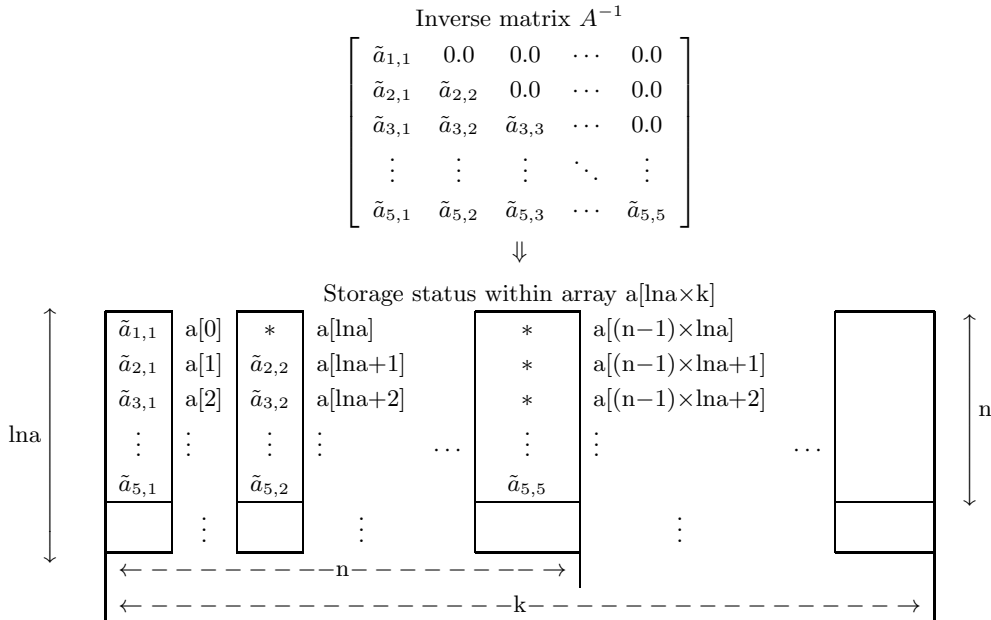 Inverse matrix A⁻¹
ã₁,₁ 0.0 0.0 ⋯ 0.0
ã₂,₁ ã₂,₂ 0.0 ⋯ 0.0
ã₃,₁ ã₃,₂ ã₃,₃ ⋯ 0.0
⋮ ⋮ ⋮ ⋱ ⋮
ã₅,₁ ã₅,₂ ã₅,₃ ⋯ ã₅,₅
⇓
Storage status within array a[lna×k]
ã₁,₁ a[0] * a[lna] * a[(n−1)×lna]
ã₂,₁ a[1] ã₂,₂ a[lna+1] * a[(n−1)×lna+1]
ã₃,₁ a[2] ã₃,₂ a[lna+2] * a[(n−1)×lna+2]
n
lna
⋮ ⋮ ⋮ ⋮ ⋯ ⋮ ⋮ ⋯
ã₅,₁ ã₅,₂ ã₅,₅
⋮ ⋮ ⋮
n
k